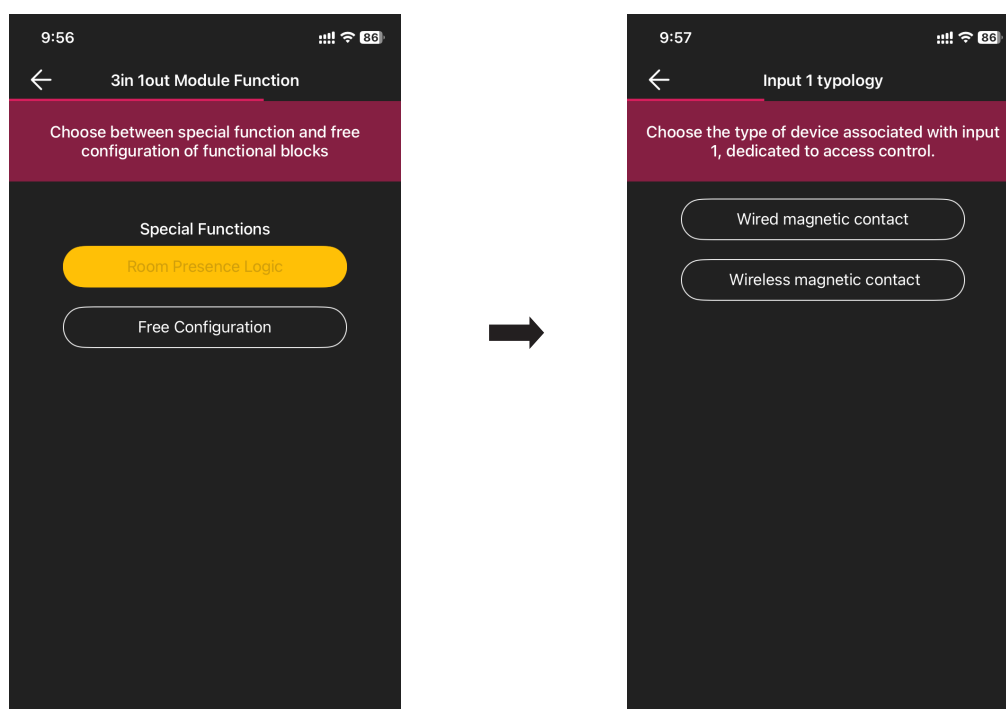 9:56
86
3in 1out Module Function
Choose between special function and free
configuration of functional blocks
Special Functions
Room Presence Logic
Free Configuration
9:57
86
Input 1 typology
Choose the type of device associated with input
1, dedicated to access control.
Wired magnetic contact
Wireless magnetic contact